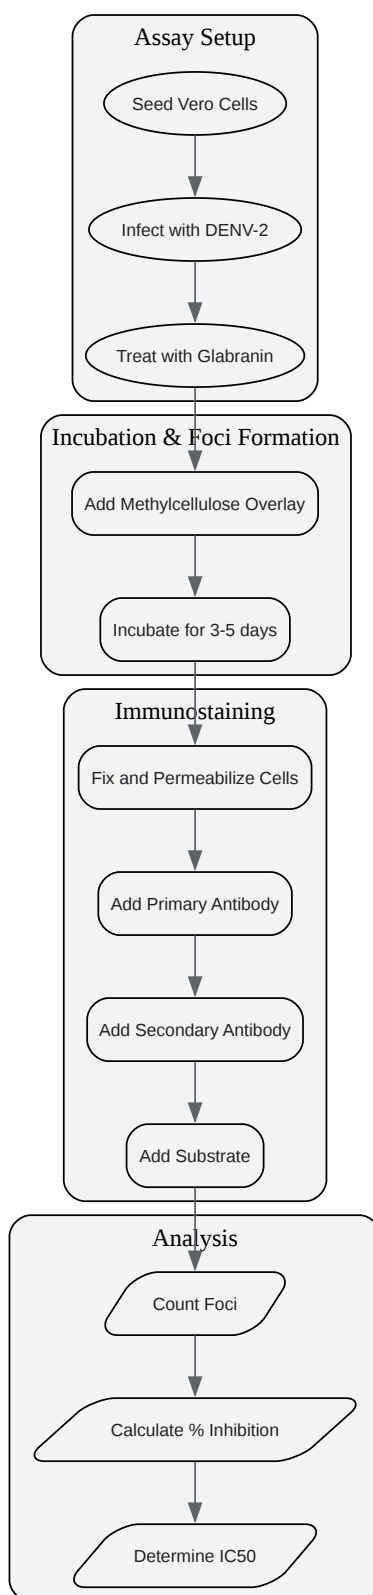 Assay Setup
Seed Vero Cells
Infect with DENV-2
Treat with Glabranin
Incubation & Foci Formation
Add Methylcellulose Overlay
Incubate for 3-5 days
Immunostaining
Fix and Permeabilize Cells
Add Primary Antibody
Add Secondary Antibody
Add Substrate
Analysis
Count Foci
Calculate % Inhibition
Determine IC50